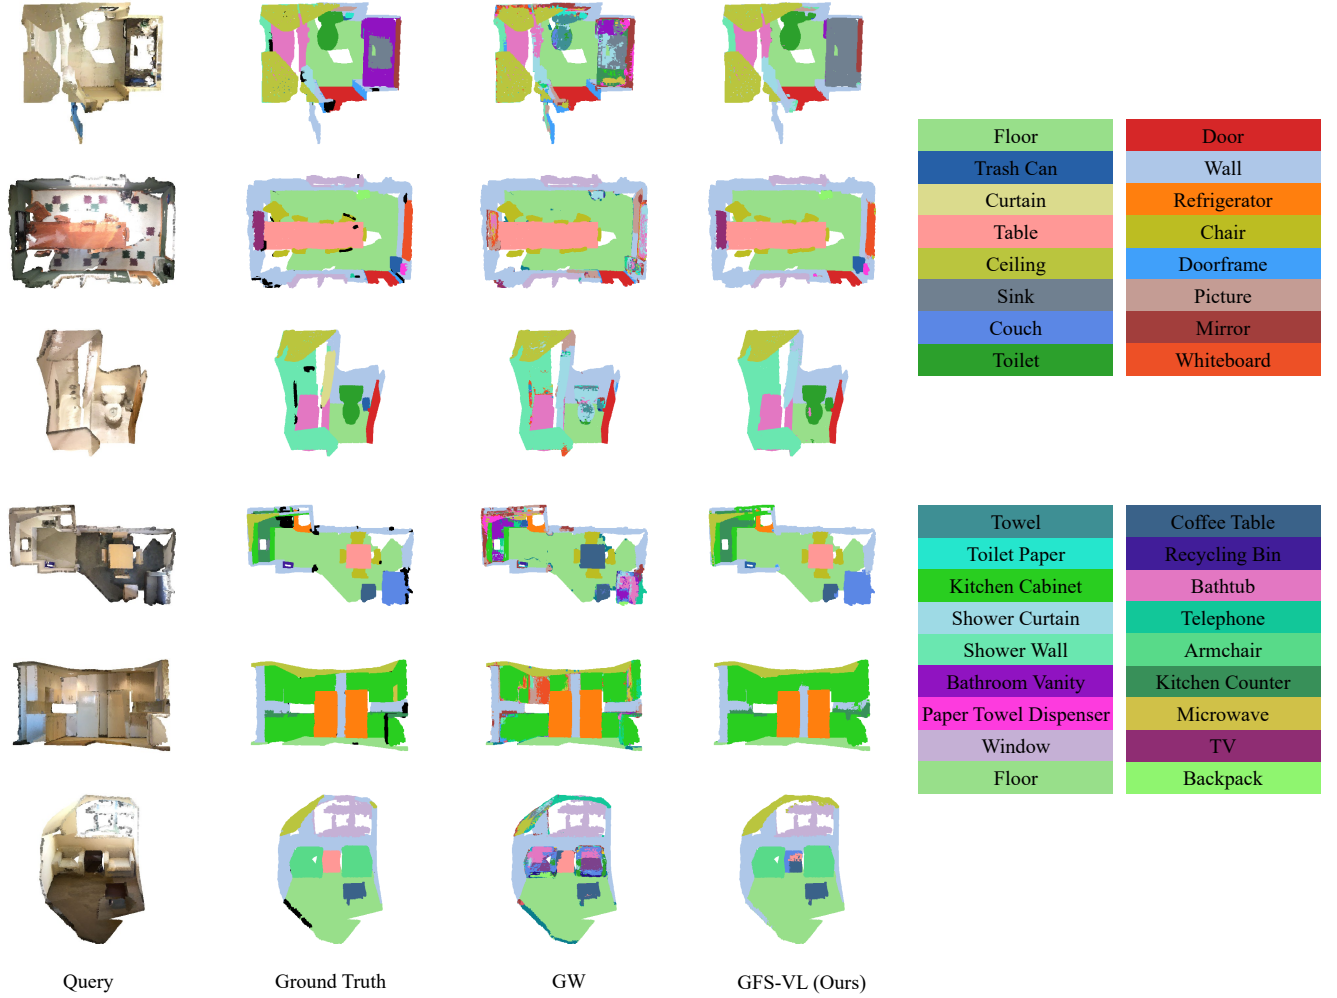 Floor
Door
Trash Can
Wall
Curtain
Refrigerator
Table
Chair
Ceiling
Doorframe
Sink
Picture
Couch
Mirror
Toilet
Whiteboard
Towel
Coffee Table
Toilet Paper
Recycling Bin
Kitchen Cabinet
Bathtub
Shower Curtain
Telephone
Shower Wall
Armchair
Bathroom Vanity
Kitchen Counter
Paper Towel Dispenser
Microwave
Window
TV
Floor
Backpack
Query
Ground Truth
GW
GFS-VL (Ours)